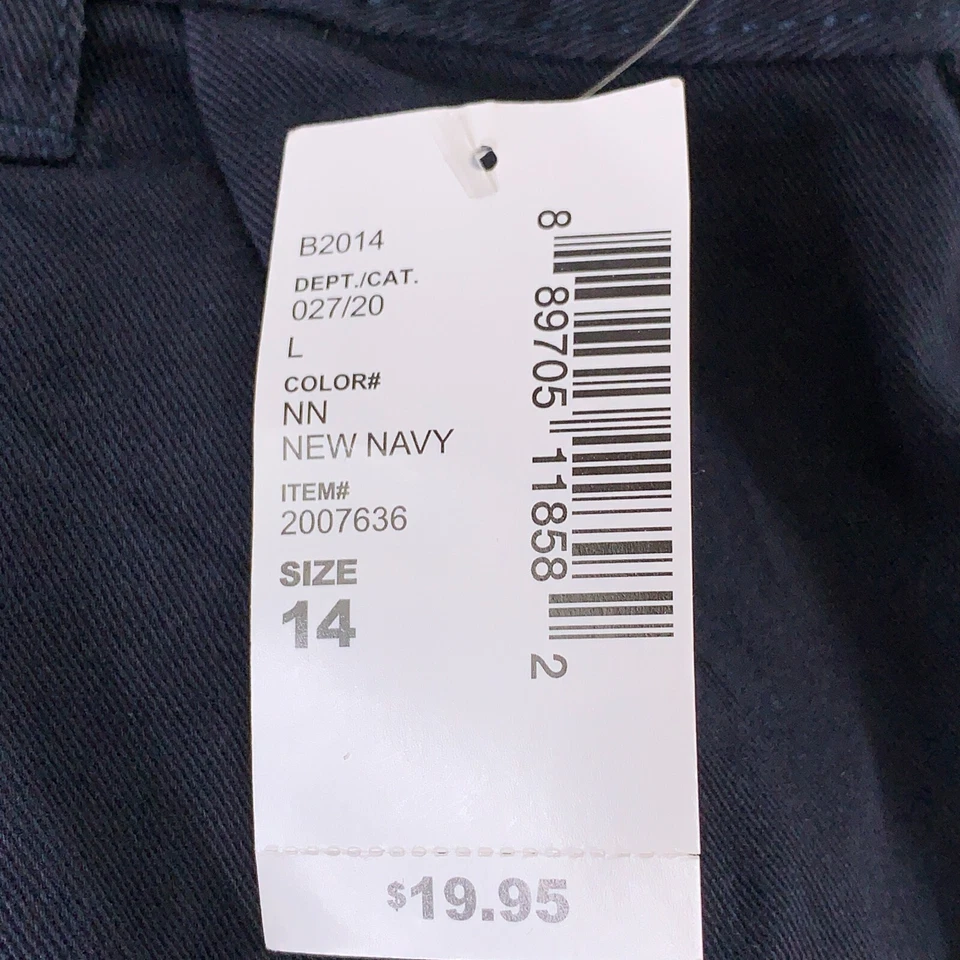 B2014
DEPT./CAT.
027/20
L
COLOR#
NN
NEW NAVY
ITEM#
2007636
SIZE
14
8 89705 11858 2
$19.95